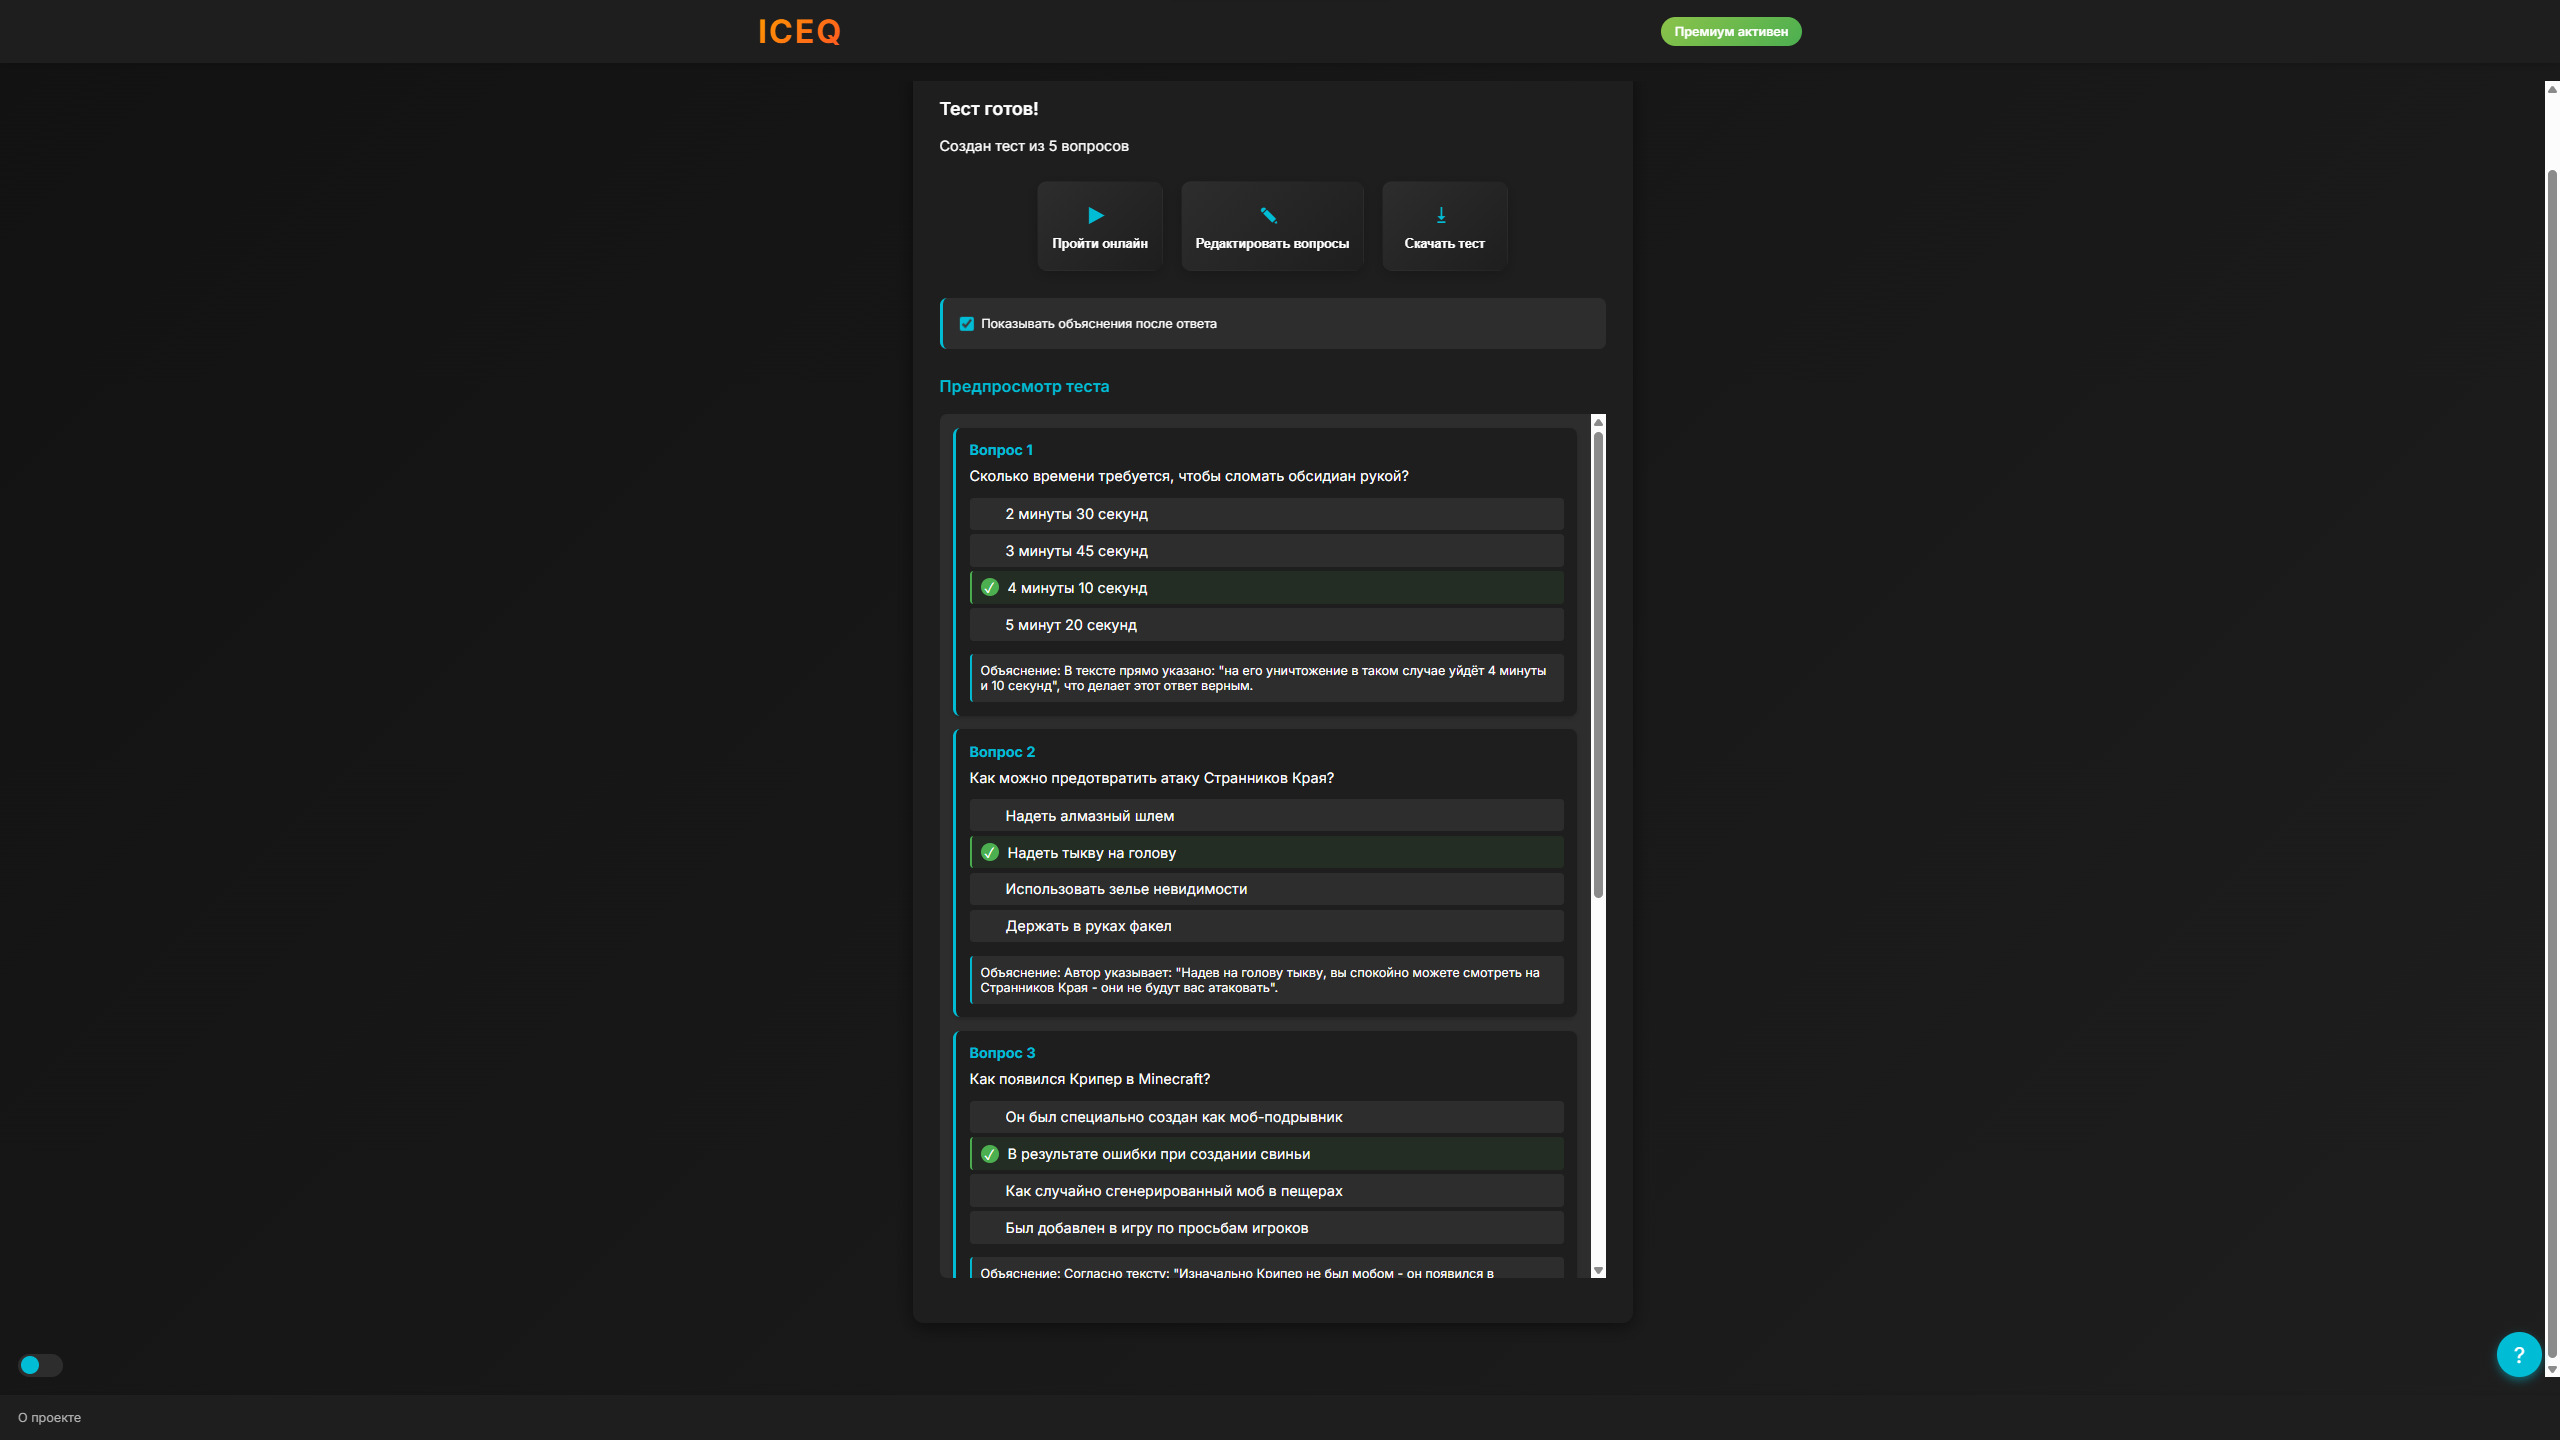 ICEQ
Премиум активен
Тест готов!
Создан тест из 5 вопросов
Пройти онлайн
Редактировать вопросы
Скачать тест
Показывать объяснения после ответа
Предпросмотр теста
Вопрос 1
Сколько времени требуется, чтобы сломать обсидиан рукой?
2 минуты 30 секунд
3 минуты 45 секунд
4 минуты 10 секунд
5 минут 20 секунд
Объяснение: В тексте прямо указано: "на его уничтожение в таком случае уйдёт 4 минуты
и 10 секунд", что делает этот ответ верным.
Вопрос 2
Как можно предотвратить атаку Странников Края?
Надеть алмазный шлем
Надеть тыкву на голову
Использовать зелье невидимости
Держать в руках факел
Объяснение: Автор указывает: "Надев на голову тыкву, вы спокойно можете смотреть на
Странников Края - они не будут вас атаковать".
Вопрос 3
Как появился Крипер в Minecraft?
Он был специально создан как моб-подрывник
В результате ошибки при создании свиньи
Как случайно сгенерированный моб в пещерах
Был добавлен в игру по просьбам игроков
Объяснение: Согласно тексту: "Изначально Крипер не был мобом - он появился в
?
О проекте